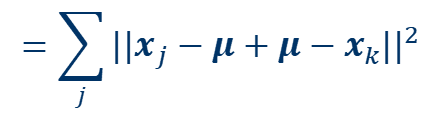 = ∑_j ||𝒙_j − 𝝁 + 𝝁 − 𝒙_k||²